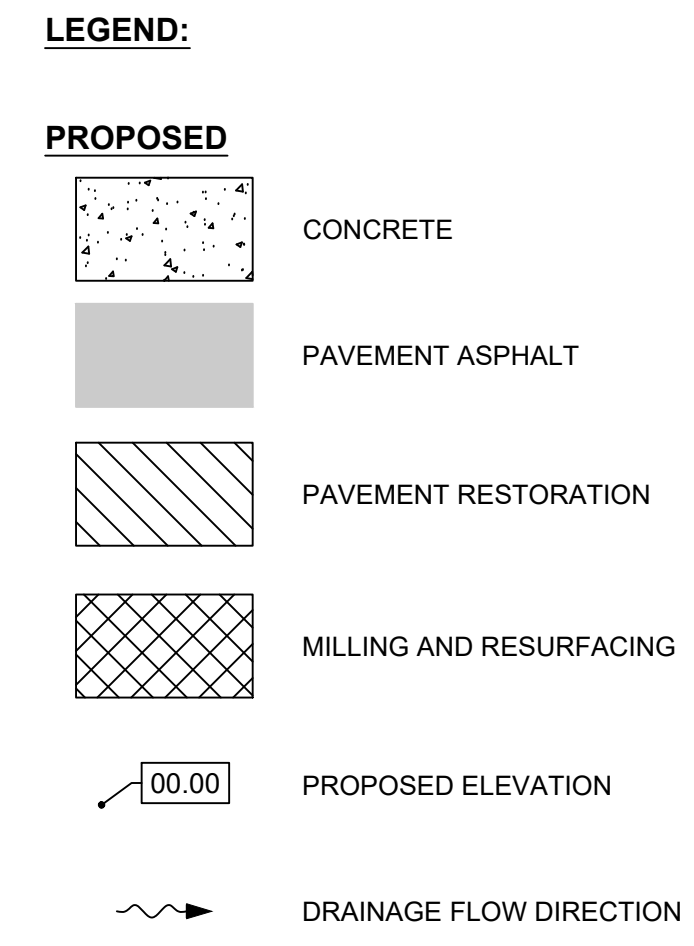 LEGEND:
PROPOSED
CONCRETE
PAVEMENT ASPHALT
PAVEMENT RESTORATION
MILLING AND RESURFACING
00.00 PROPOSED ELEVATION
DRAINAGE FLOW DIRECTION